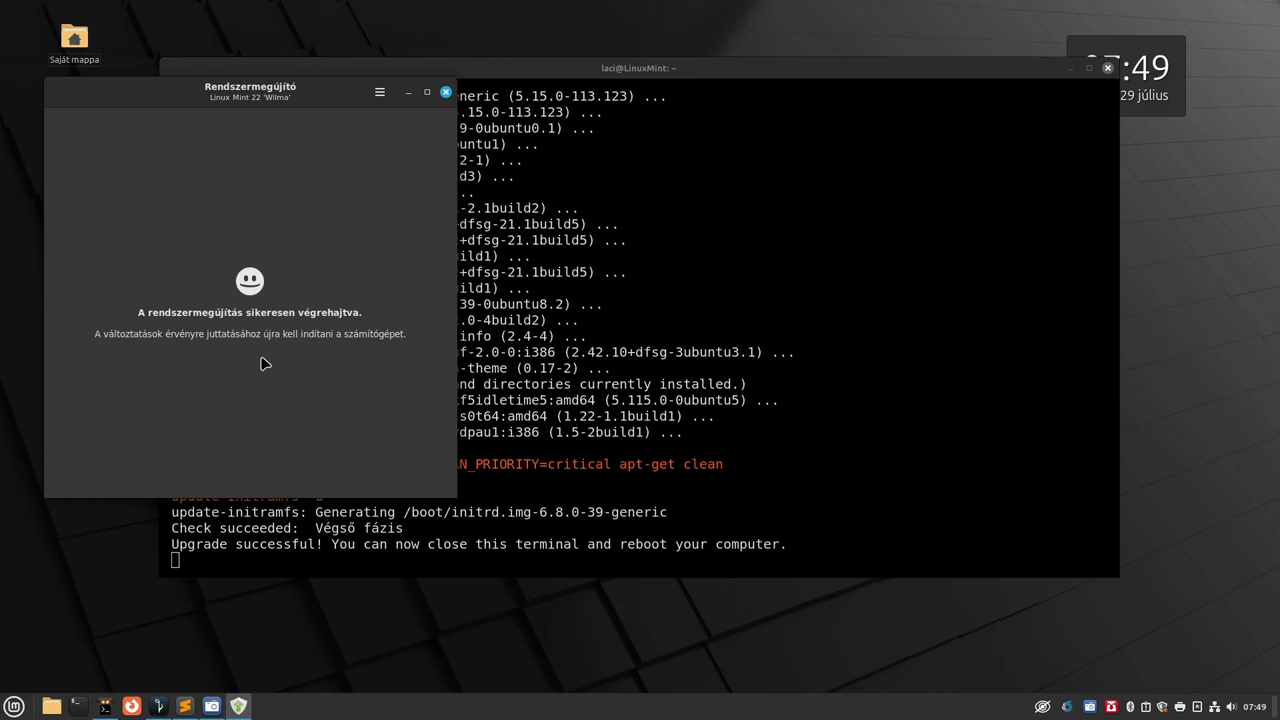 Saját mappa
laci@LinuxMint: ~
:49
29 július
Rendszermegújító
Linux Mint 22 'Wilma'
A rendszermegújítás sikeresen végrehajtva.
A változtatások érvényre juttatásához újra kell indítani a számítógépet.
neric (5.15.0-113.123) ...
.15.0-113.123) ...
9-0ubuntu0.1) ...
untu1) ...
2-1) ...
d3) ...
..
-2.1build2) ...
dfsg-21.1build5) ...
+dfsg-21.1build5) ...
ild1) ...
+dfsg-21.1build5) ...
ild1) ...
39-0ubuntu8.2) ...
.0-4build2) ...
info (2.4-4) ...
f-2.0-0:i386 (2.42.10+dfsg-3ubuntu3.1) ...
-theme (0.17-2) ...
nd directories currently installed.)
f5idletime5:amd64 (5.115.0-0ubuntu5) ...
s0t64:amd64 (1.22-1.1build1) ...
dpau1:i386 (1.5-2build1) ...
N_PRIORITY=critical apt-get clean
update-initramfs: Generating /boot/initrd.img-6.8.0-39-generic
Check succeeded:  Végső fázis
Upgrade successful! You can now close this terminal and reboot your computer.
07:49